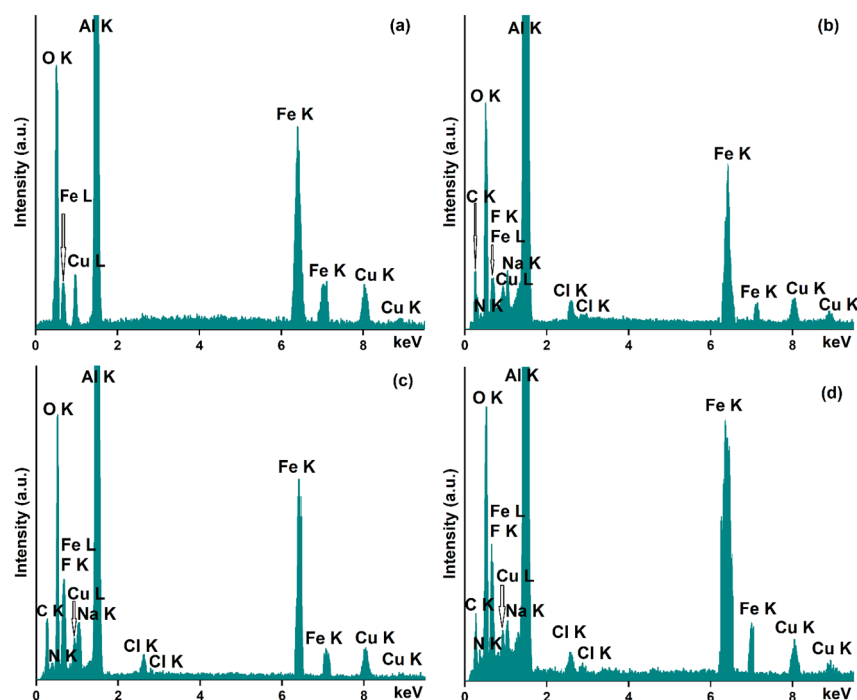 Al K
(a)
O K
Fe K
Fe L
Cu L
Fe K
Cu K
Cu K
Intensity (a.u.)
0 2 4 6 8 keV
Al K
(b)
O K
C K
F K
Fe L
Na K
Cu L
N K
Cl K
Cl K
Fe K
Fe K
Cu K
Cu K
Intensity (a.u.)
0 2 4 6 8 keV
Al K
(c)
O K
Fe K
Fe L
F K
Cu L
C K
Na K
N K
Cl K
Cl K
Fe K
Cu K
Cu K
Intensity (a.u.)
0 2 4 6 8 keV
Al K
(d)
O K
Fe K
Fe L
F K
Cu L
C K
Na K
N K
Cl K
Cl K
Fe K
Cu K
Cu K
Intensity (a.u.)
0 2 4 6 8 keV